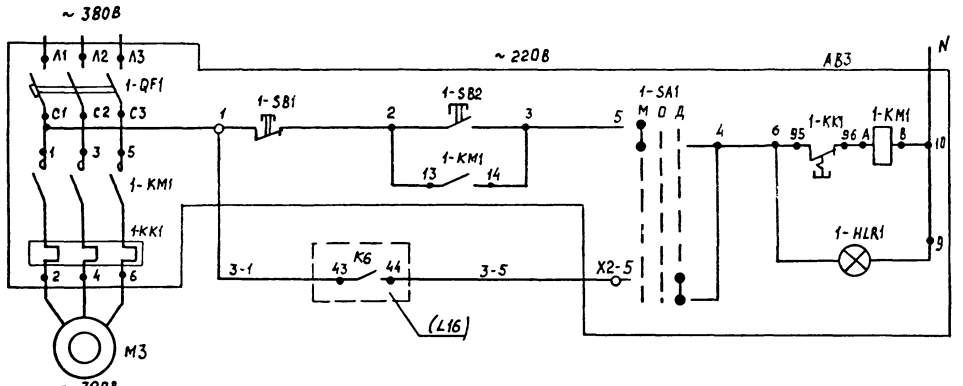 ~ 380В
Л1 Л2 Л3
~ 220В
АВ3
N
1-QF1
С1 С2 С3
1
1-SB1
2
1-SB2
3
5
1-SA1
М О Д
4
6
95
1-KK1
96
А
1-KM1
В
10
1 3 5
1-KM1
13
1-KM1
14
1-KK1
2 4 6
9
1-HLR1
3-1
43
К6
44
3-5
Х2-5
(L16)
М3